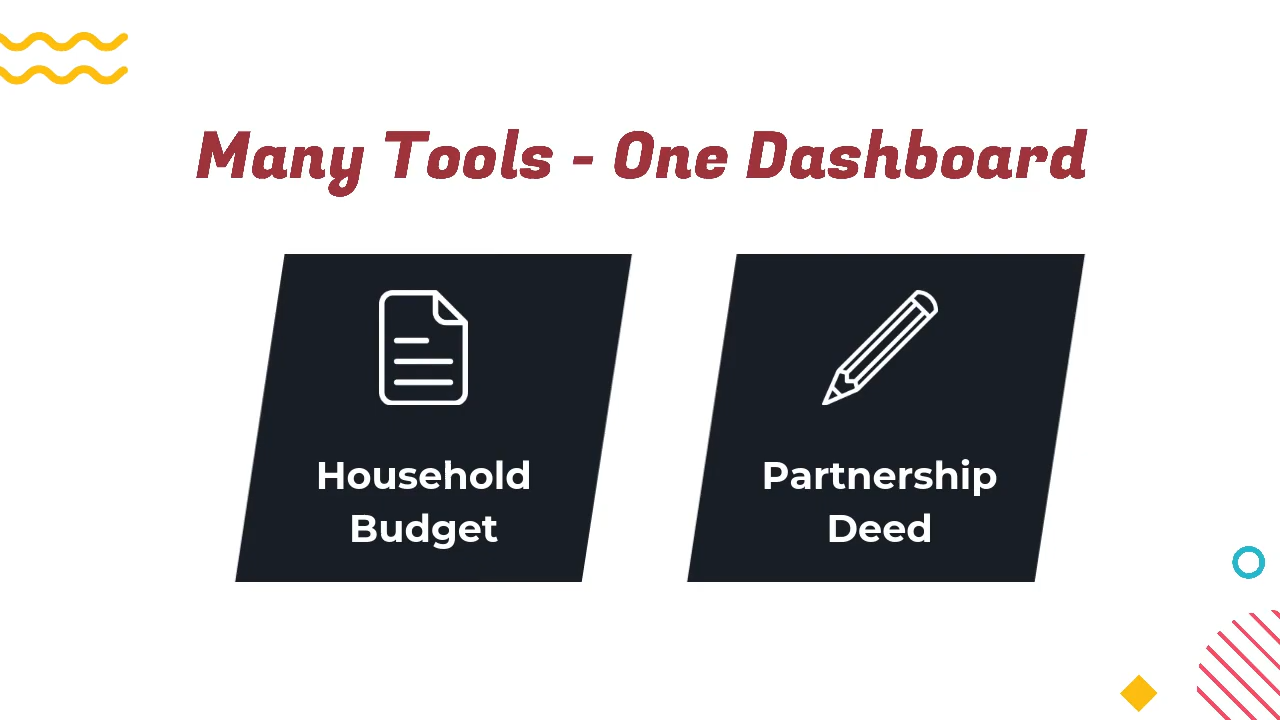 Many Tools - One Dashboard
Household
Budget
Partnership
Deed